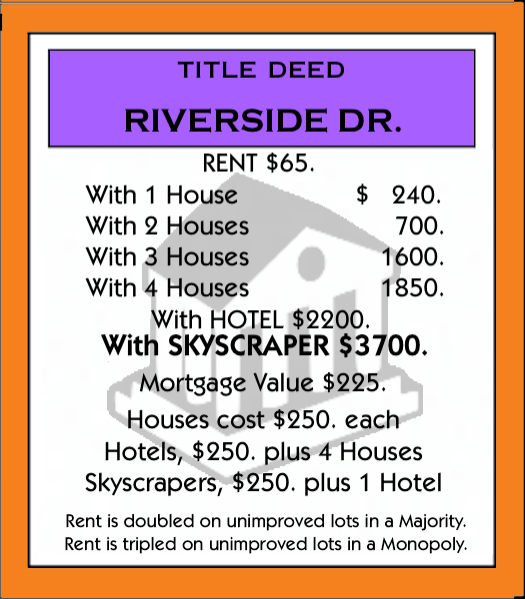 TITLE DEED
RIVERSIDE DR.
RENT $65.
With 1 House $ 240.
With 2 Houses 700.
With 3 Houses 1600.
With 4 Houses 1850.
With HOTEL $2200.
With SKYSCRAPER $3700.
Mortgage Value $225.
Houses cost $250. each
Hotels, $250. plus 4 Houses
Skyscrapers, $250. plus 1 Hotel
Rent is doubled on unimproved lots in a Majority.
Rent is tripled on unimproved lots in a Monopoly.